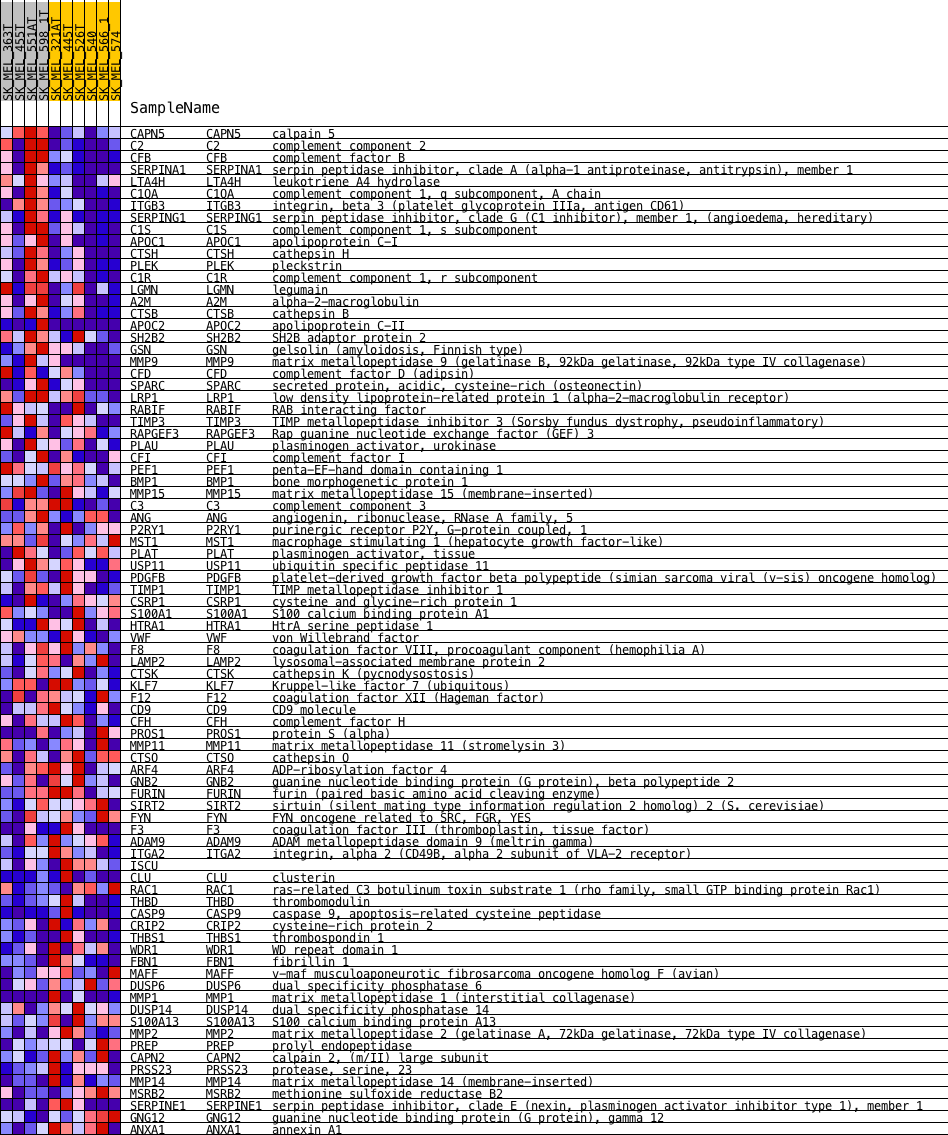 SK_MEL_363T
SK_MEL_455T
SK_MEL_551AT
SK_MEL_598_1T
SK_MEL_321AT
SK_MEL_445T
SK_MEL_526T
SK_MEL_540
SK_MEL_566_1
SK_MEL_574
SampleName
CAPN5 CAPN5 calpain 5
C2 C2 complement component 2
CFB CFB complement factor B
SERPINA1 SERPINA1 serpin peptidase inhibitor, clade A (alpha-1 antiproteinase, antitrypsin), member 1
LTA4H LTA4H leukotriene A4 hydrolase
C1QA C1QA complement component 1, q subcomponent, A chain
ITGB3 ITGB3 integrin, beta 3 (platelet glycoprotein IIIa, antigen CD61)
SERPING1 SERPING1 serpin peptidase inhibitor, clade G (C1 inhibitor), member 1, (angioedema, hereditary)
C1S C1S complement component 1, s subcomponent
APOC1 APOC1 apolipoprotein C-I
CTSH CTSH cathepsin H
PLEK PLEK pleckstrin
C1R C1R complement component 1, r subcomponent
LGMN LGMN legumain
A2M A2M alpha-2-macroglobulin
CTSB CTSB cathepsin B
APOC2 APOC2 apolipoprotein C-II
SH2B2 SH2B2 SH2B adaptor protein 2
GSN GSN gelsolin (amyloidosis, Finnish type)
MMP9 MMP9 matrix metallopeptidase 9 (gelatinase B, 92kDa gelatinase, 92kDa type IV collagenase)
CFD CFD complement factor D (adipsin)
SPARC SPARC secreted protein, acidic, cysteine-rich (osteonectin)
LRP1 LRP1 low density lipoprotein-related protein 1 (alpha-2-macroglobulin receptor)
RABIF RABIF RAB interacting factor
TIMP3 TIMP3 TIMP metallopeptidase inhibitor 3 (Sorsby fundus dystrophy, pseudoinflammatory)
RAPGEF3 RAPGEF3 Rap guanine nucleotide exchange factor (GEF) 3
PLAU PLAU plasminogen activator, urokinase
CFI CFI complement factor I
PEF1 PEF1 penta-EF-hand domain containing 1
BMP1 BMP1 bone morphogenetic protein 1
MMP15 MMP15 matrix metallopeptidase 15 (membrane-inserted)
C3 C3 complement component 3
ANG ANG angiogenin, ribonuclease, RNase A family, 5
P2RY1 P2RY1 purinergic receptor P2Y, G-protein coupled, 1
MST1 MST1 macrophage stimulating 1 (hepatocyte growth factor-like)
PLAT PLAT plasminogen activator, tissue
USP11 USP11 ubiquitin specific peptidase 11
PDGFB PDGFB platelet-derived growth factor beta polypeptide (simian sarcoma viral (v-sis) oncogene homolog)
TIMP1 TIMP1 TIMP metallopeptidase inhibitor 1
CSRP1 CSRP1 cysteine and glycine-rich protein 1
S100A1 S100A1 S100 calcium binding protein A1
HTRA1 HTRA1 HtrA serine peptidase 1
VWF VWF von Willebrand factor
F8 F8 coagulation factor VIII, procoagulant component (hemophilia A)
LAMP2 LAMP2 lysosomal-associated membrane protein 2
CTSK CTSK cathepsin K (pycnodysostosis)
KLF7 KLF7 Kruppel-like factor 7 (ubiquitous)
F12 F12 coagulation factor XII (Hageman factor)
CD9 CD9 CD9 molecule
CFH CFH complement factor H
PROS1 PROS1 protein S (alpha)
MMP11 MMP11 matrix metallopeptidase 11 (stromelysin 3)
CTSO CTSO cathepsin O
ARF4 ARF4 ADP-ribosylation factor 4
GNB2 GNB2 guanine nucleotide binding protein (G protein), beta polypeptide 2
FURIN FURIN furin (paired basic amino acid cleaving enzyme)
SIRT2 SIRT2 sirtuin (silent mating type information regulation 2 homolog) 2 (S. cerevisiae)
FYN FYN FYN oncogene related to SRC, FGR, YES
F3 F3 coagulation factor III (thromboplastin, tissue factor)
ADAM9 ADAM9 ADAM metallopeptidase domain 9 (meltrin gamma)
ITGA2 ITGA2 integrin, alpha 2 (CD49B, alpha 2 subunit of VLA-2 receptor)
ISCU
CLU CLU clusterin
RAC1 RAC1 ras-related C3 botulinum toxin substrate 1 (rho family, small GTP binding protein Rac1)
THBD THBD thrombomodulin
CASP9 CASP9 caspase 9, apoptosis-related cysteine peptidase
CRIP2 CRIP2 cysteine-rich protein 2
THBS1 THBS1 thrombospondin 1
WDR1 WDR1 WD repeat domain 1
FBN1 FBN1 fibrillin 1
MAFF MAFF v-maf musculoaponeurotic fibrosarcoma oncogene homolog F (avian)
DUSP6 DUSP6 dual specificity phosphatase 6
MMP1 MMP1 matrix metallopeptidase 1 (interstitial collagenase)
DUSP14 DUSP14 dual specificity phosphatase 14
S100A13 S100A13 S100 calcium binding protein A13
MMP2 MMP2 matrix metallopeptidase 2 (gelatinase A, 72kDa gelatinase, 72kDa type IV collagenase)
PREP PREP prolyl endopeptidase
CAPN2 CAPN2 calpain 2, (m/II) large subunit
PRSS23 PRSS23 protease, serine, 23
MMP14 MMP14 matrix metallopeptidase 14 (membrane-inserted)
MSRB2 MSRB2 methionine sulfoxide reductase B2
SERPINE1 SERPINE1 serpin peptidase inhibitor, clade E (nexin, plasminogen activator inhibitor type 1), member 1
GNG12 GNG12 guanine nucleotide binding protein (G protein), gamma 12
ANXA1 ANXA1 annexin A1